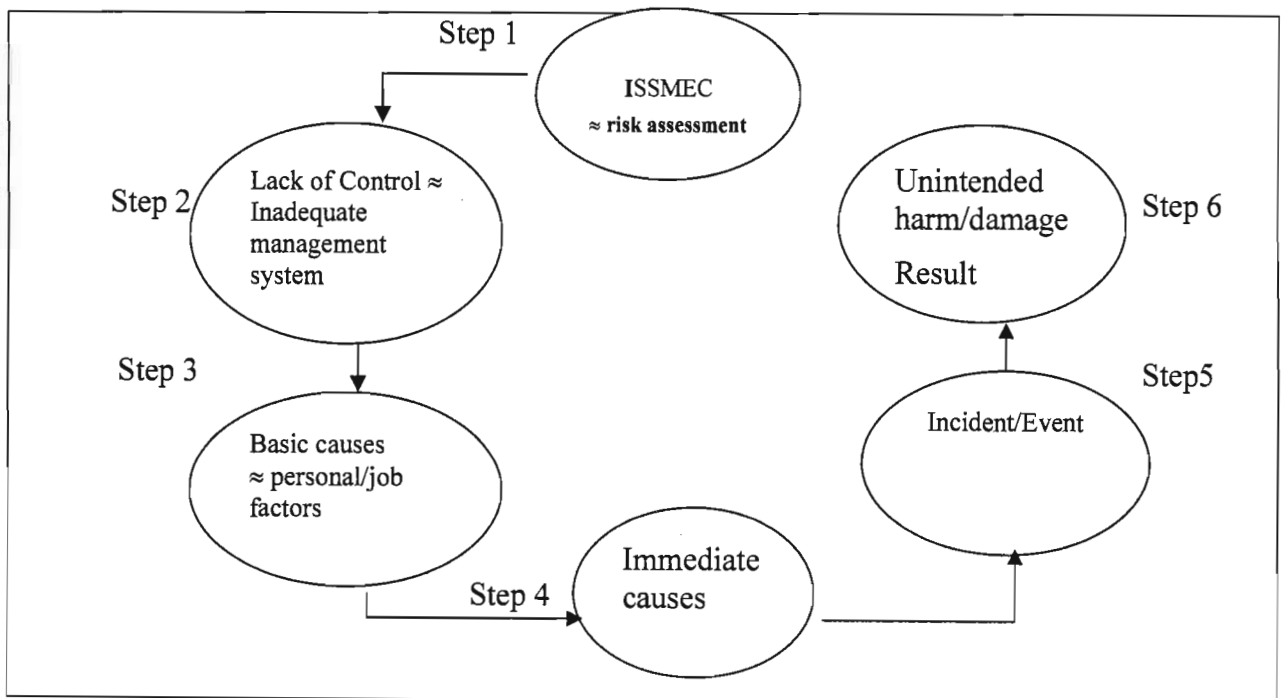 Step 1
ISSMEC
≈ risk assessment
Step 2
Lack of Control ≈
Inadequate
management
system
Step 3
Basic causes
≈ personal/job
factors
Step 4
Immediate
causes
Step5
Incident/Event
Step 6
Unintended
harm/damage
Result